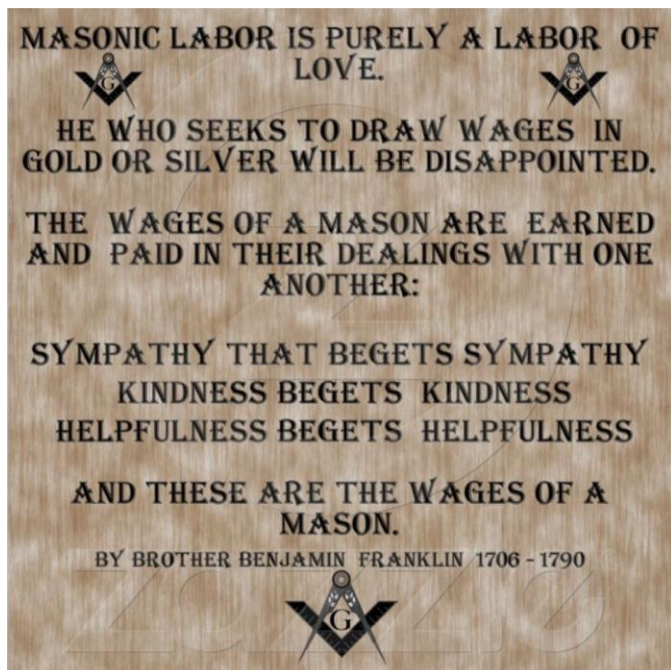 MASONIC LABOR IS PURELY A LABOR OF
LOVE.
G
G
HE WHO SEEKS TO DRAW WAGES IN
GOLD OR SILVER WILL BE DISAPPOINTED.
THE WAGES OF A MASON ARE EARNED
AND PAID IN THEIR DEALINGS WITH ONE
ANOTHER:
SYMPATHY THAT BEGETS SYMPATHY
KINDNESS BEGETS KINDNESS
HELPFULNESS BEGETS HELPFULNESS
AND THESE ARE THE WAGES OF A
MASON.
BY BROTHER BENJAMIN FRANKLIN 1706 - 1790
G
Zazzle